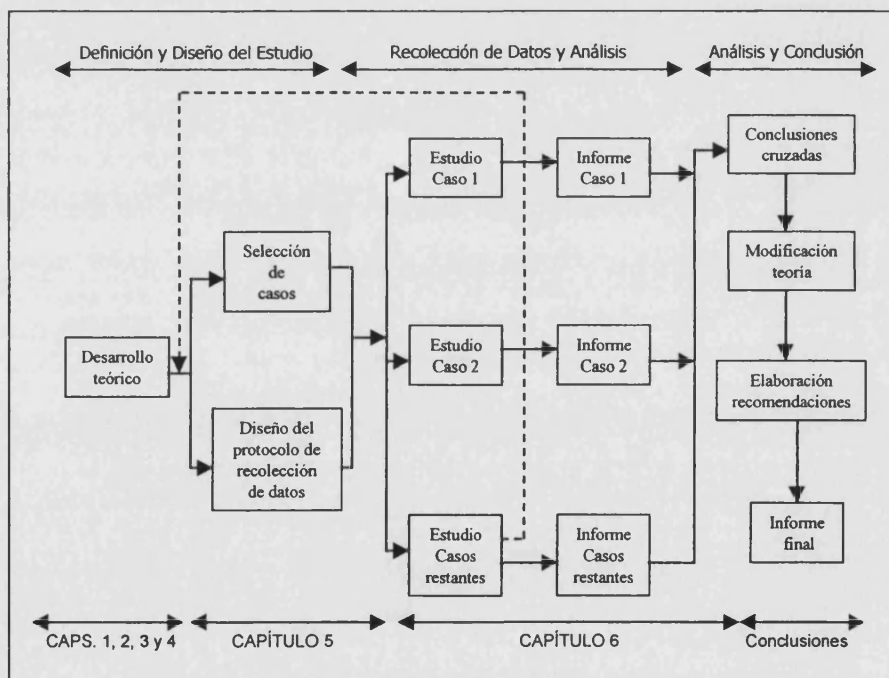 Definición y Diseño del Estudio
Recolección de Datos y Análisis
Análisis y Conclusión
Desarrollo
teórico
Selección
de
casos
Diseño del
protocolo de
recolección
de datos
Estudio
Caso 1
Informe
Caso 1
Estudio
Caso 2
Informe
Caso 2
Estudio
Casos
restantes
Informe
Casos
restantes
Conclusiones
cruzadas
Modificación
teoría
Elaboración
recomendaciones
Informe
final
CAPS. 1, 2, 3 y 4
CAPÍTULO 5
CAPÍTULO 6
Conclusiones